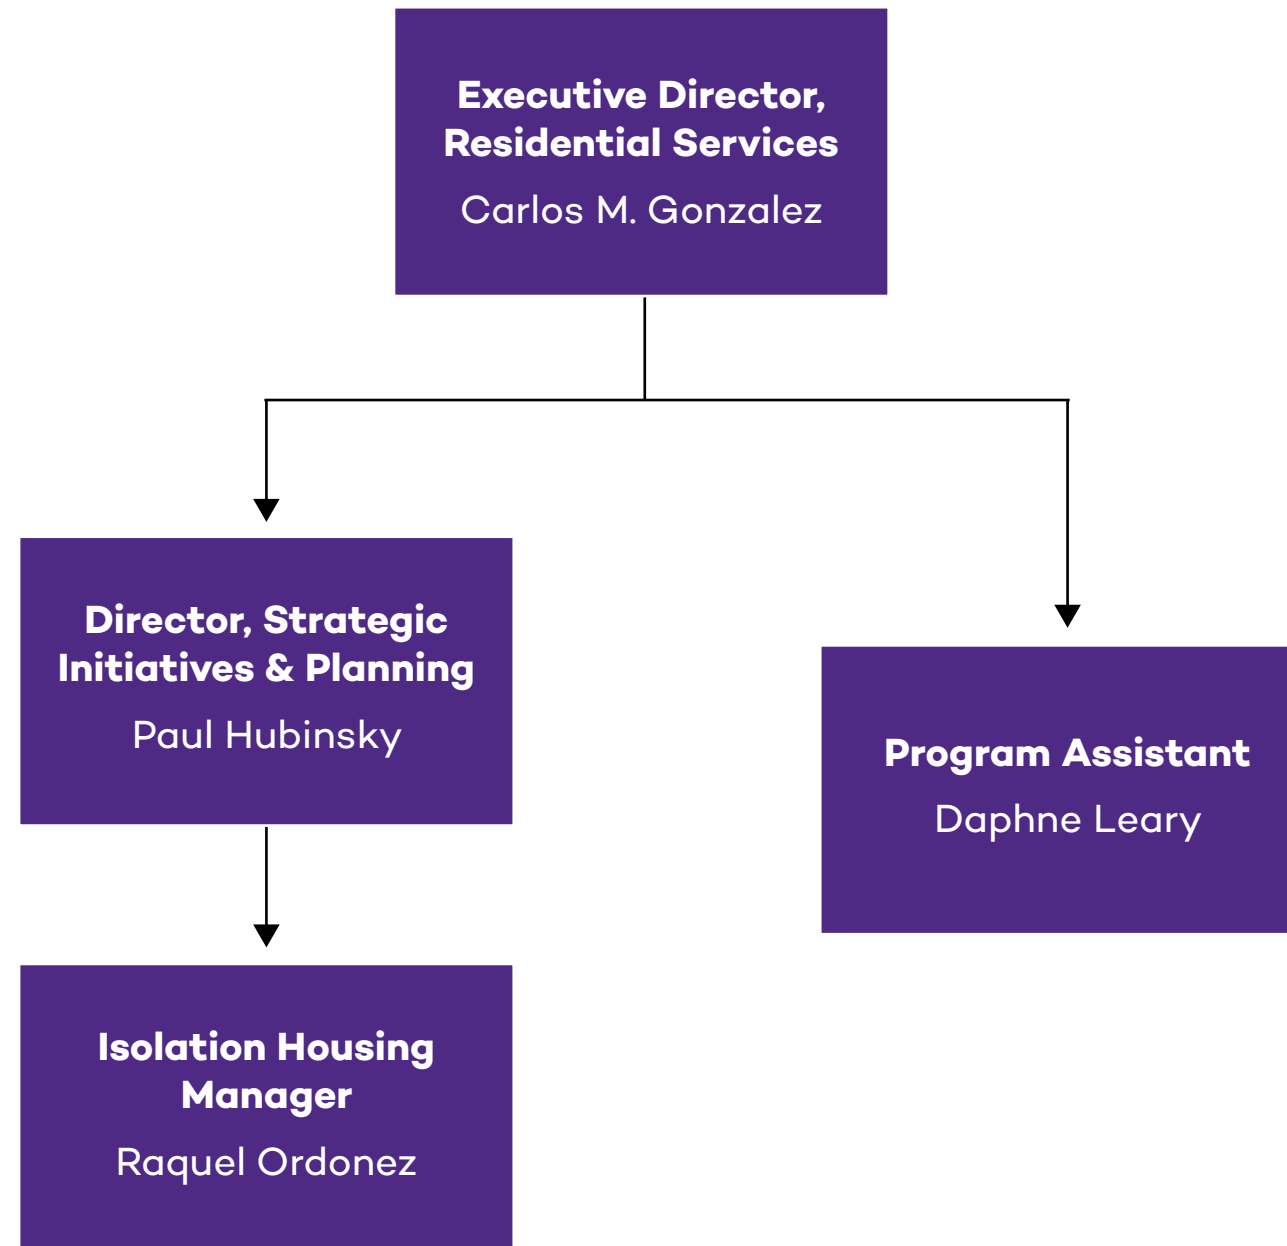 Executive Director,
Residential Services
Carlos M. Gonzalez
Director, Strategic
Initiatives & Planning
Paul Hubinsky
Program Assistant
Daphne Leary
Isolation Housing
Manager
Raquel Ordonez